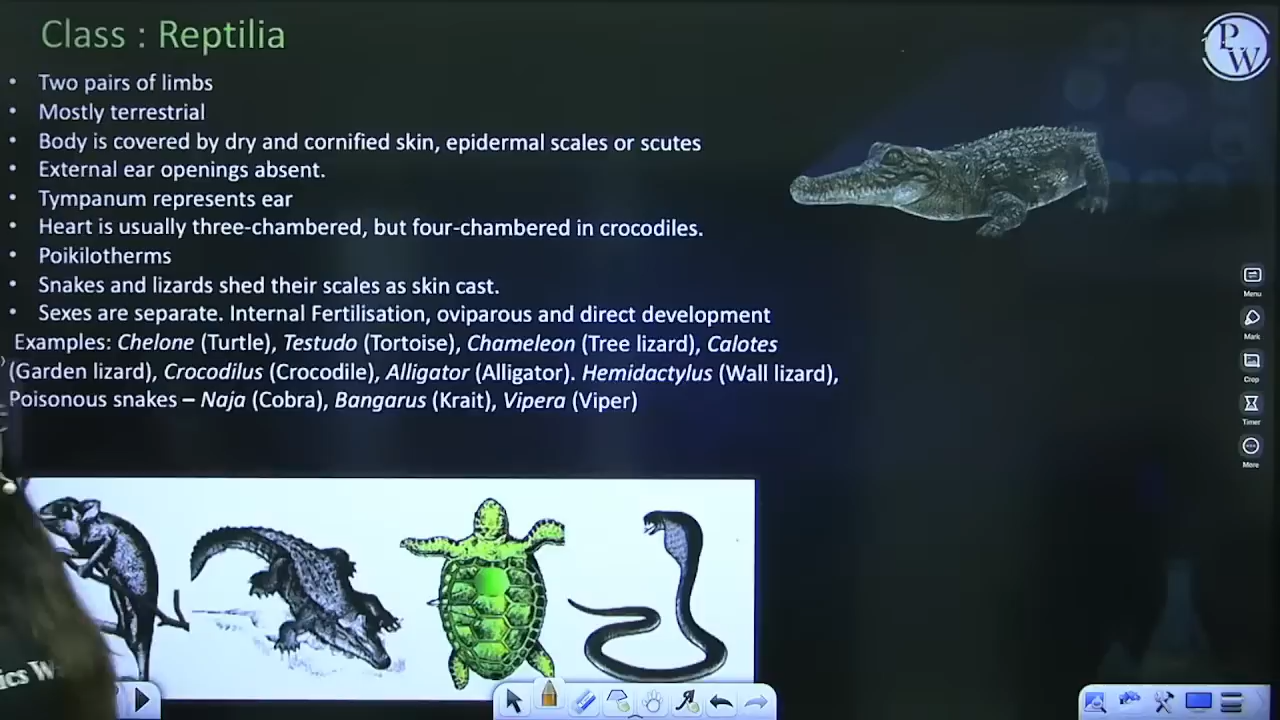 Class : Reptilia
PW
• Two pairs of limbs
• Mostly terrestrial
• Body is covered by dry and cornified skin, epidermal scales or scutes
• External ear openings absent.
• Tympanum represents ear
• Heart is usually three-chambered, but four-chambered in crocodiles.
• Poikilotherms
• Snakes and lizards shed their scales as skin cast.
• Sexes are separate. Internal Fertilisation, oviparous and direct development
Examples: Chelone (Turtle), Testudo (Tortoise), Chameleon (Tree lizard), Calotes
(Garden lizard), Crocodilus (Crocodile), Alligator (Alligator). Hemidactylus (Wall lizard),
Poisonous snakes – Naja (Cobra), Bangarus (Krait), Vipera (Viper)
Menu
Mark
Crop
Timer
More
ics W